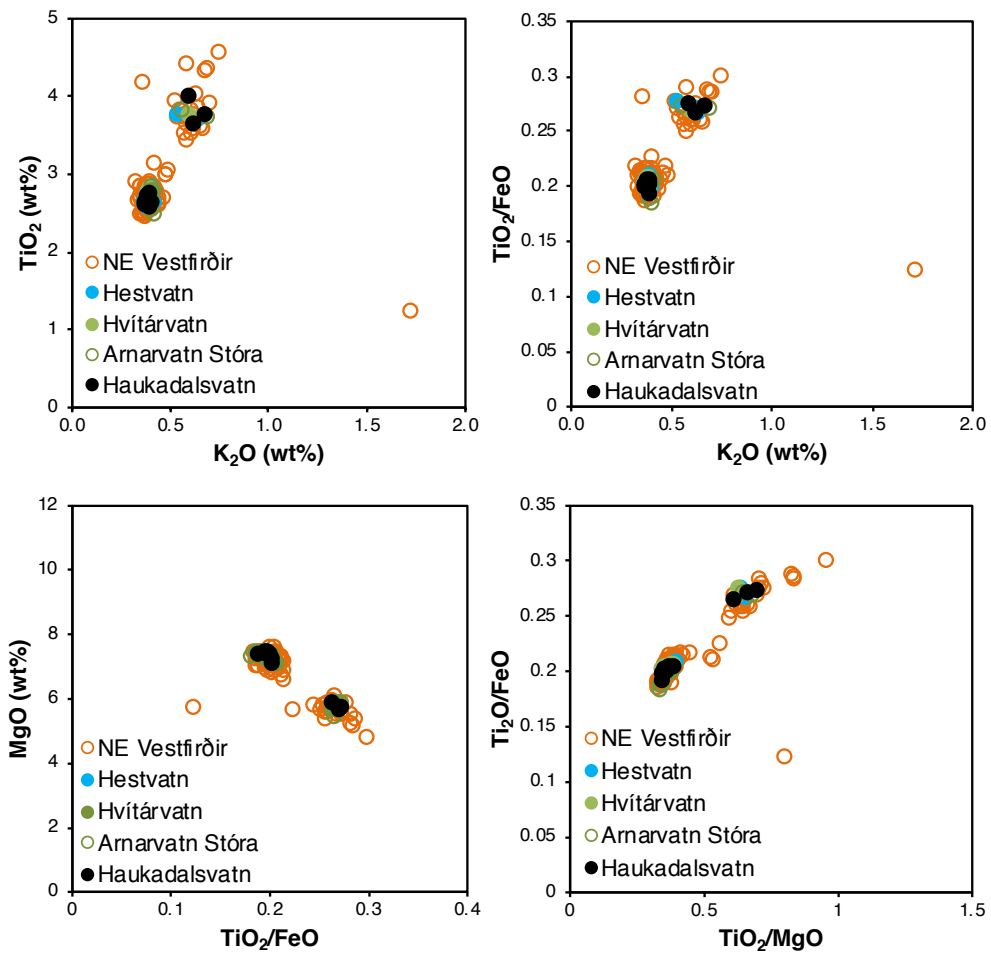 5
4
3
2
1
0
TiO₂ (wt%)
NE Vestfirðir
Hestvatn
Hvítárvatn
Arnarvatn Stóra
Haukadalsvatn
0.0 0.5 1.0 1.5 2.0
K₂O (wt%)
0.35
0.3
0.25
0.2
0.15
0.1
0.05
0
TiO₂/FeO
NE Vestfirðir
Hestvatn
Hvítárvatn
Arnarvatn Stóra
Haukadalsvatn
0.0 0.5 1.0 1.5 2.0
K₂O (wt%)
12
10
8
6
4
2
0
MgO (wt%)
NE Vestfirðir
Hestvatn
Hvítárvatn
Arnarvatn Stóra
Haukadalsvatn
0 0.1 0.2 0.3 0.4
TiO₂/FeO
0.35
0.3
0.25
0.2
0.15
0.1
0.05
0
Ti₂O/FeO
NE Vestfirðir
Hestvatn
Hvítárvatn
Arnarvatn Stóra
Haukadalsvatn
0 0.5 1 1.5
TiO₂/MgO